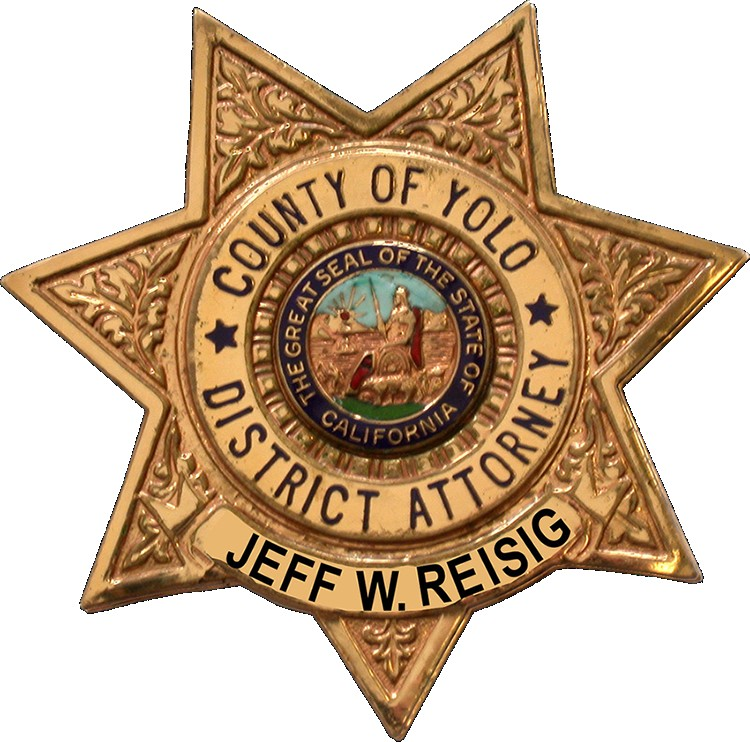 COUNTY OF YOLO
THE GREAT SEAL OF THE STATE OF
CALIFORNIA
DISTRICT ATTORNEY
JEFF W. REISIG